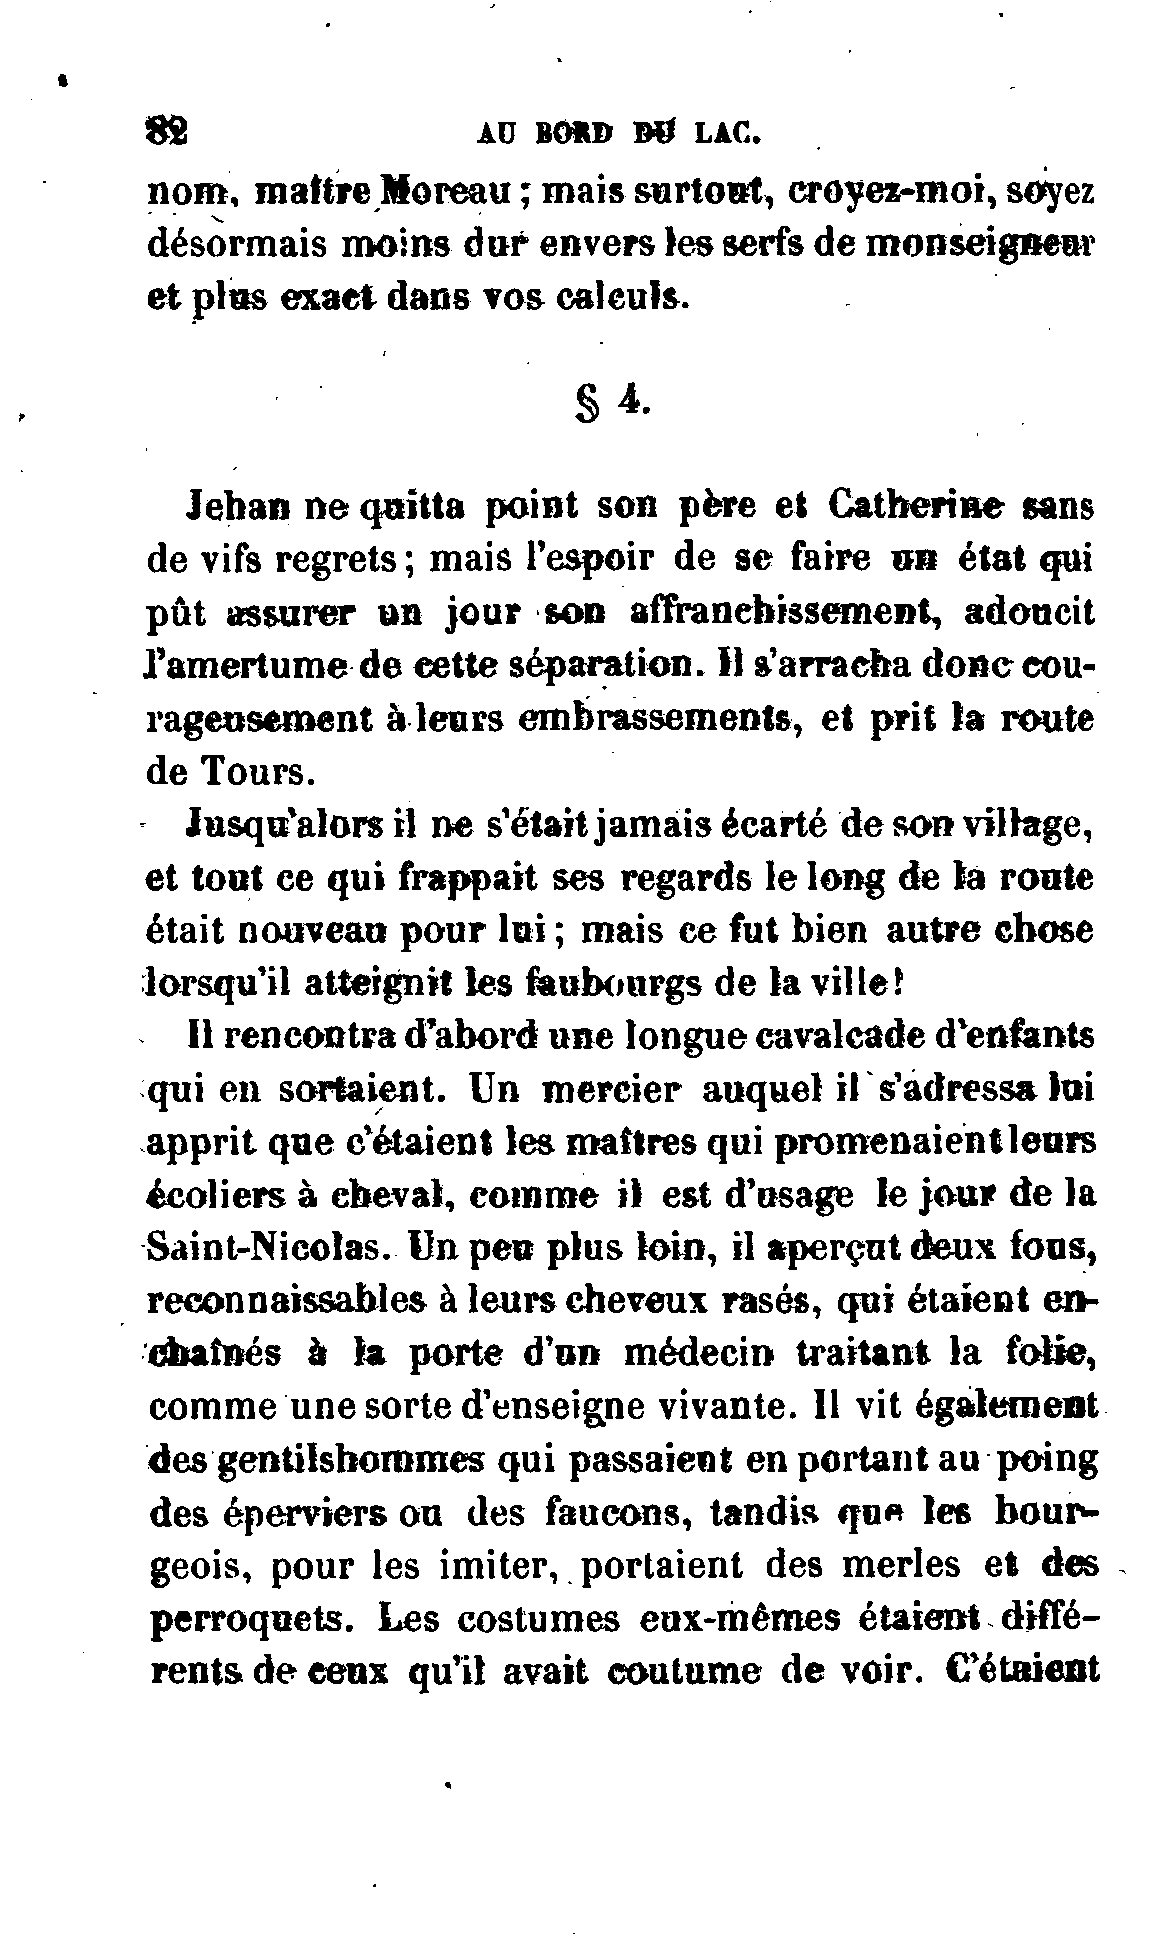 82 AU BORD DU LAC.
nom, maître Moreau ; mais surtout, croyez-moi, soyez
désormais moins dur envers les serfs de monseigneur
et plus exact dans vos calculs.
§ 4.
Jehan ne quitta point son père et Catherine sans
de vifs regrets ; mais l'espoir de se faire un état qui
pût assurer un jour son affranchissement, adoucit
l'amertume de cette séparation. Il s'arracha donc cou-
rageusement à leurs embrassements, et prit la route
de Tours.
Jusqu'alors il ne s'était jamais écarté de son village,
et tout ce qui frappait ses regards le long de la route
était nouveau pour lui ; mais ce fut bien autre chose
lorsqu'il atteignit les faubourgs de la ville !
Il rencontra d'abord une longue cavalcade d'enfants
qui en sortaient. Un mercier auquel il s'adressa lui
apprit que c'étaient les maîtres qui promenaient leurs
écoliers à cheval, comme il est d'usage le jour de la
Saint-Nicolas. Un peu plus loin, il aperçut deux fous,
reconnaissables à leurs cheveux rasés, qui étaient en-
chaînés à la porte d'un médecin traitant la folie,
comme une sorte d'enseigne vivante. Il vit également
des gentilshommes qui passaient en portant au poing
des éperviers ou des faucons, tandis que les bour-
geois, pour les imiter, portaient des merles et des
perroquets. Les costumes eux-mêmes étaient diffé-
rents de ceux qu'il avait coutume de voir. C'étaient